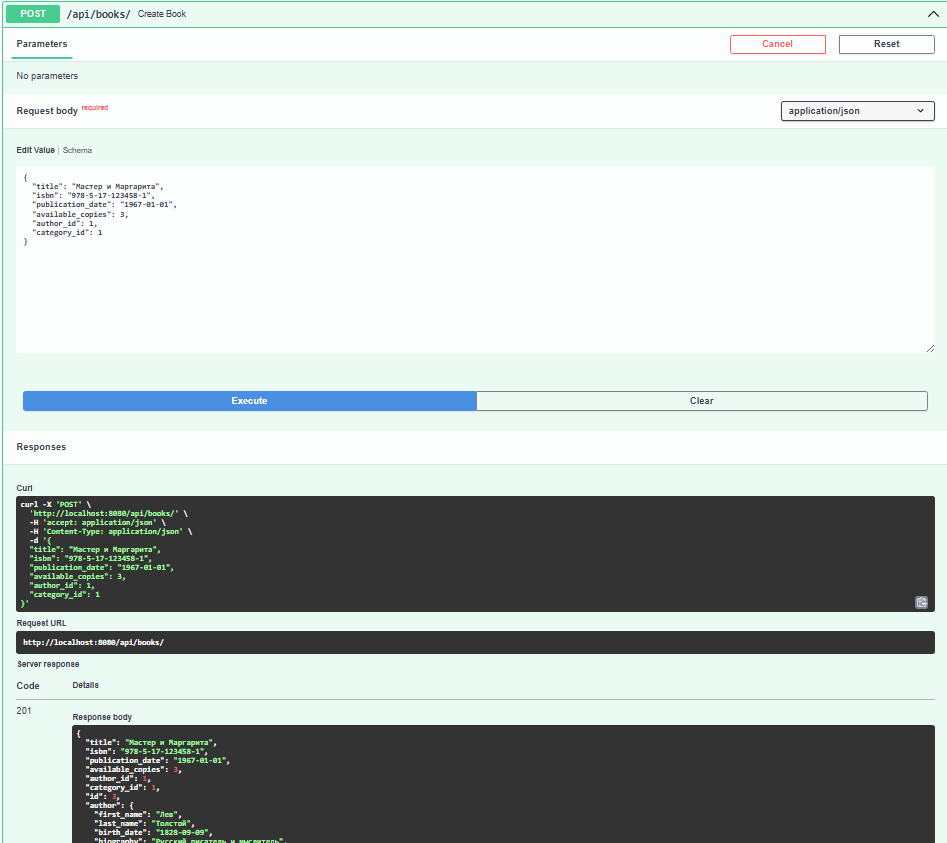 POST /api/books/ Create Book
Parameters
Cancel
Reset
No parameters
Request body required
application/json
Edit Value | Schema
{
  "title": "Мастер и Маргарита",
  "isbn": "978-5-17-123458-1",
  "publication_date": "1967-01-01",
  "available_copies": 3,
  "author_id": 1,
  "category_id": 1
}
Execute
Clear
Responses
Curl
curl -X 'POST' \
  'http://localhost:8080/api/books/' \
  -H 'accept: application/json' \
  -H 'Content-Type: application/json' \
  -d '{
  "title": "Мастер и Маргарита",
  "isbn": "978-5-17-123458-1",
  "publication_date": "1967-01-01",
  "available_copies": 3,
  "author_id": 1,
  "category_id": 1
}'
Request URL
http://localhost:8080/api/books/
Server response
Code Details
201
Response body
{
  "title": "Мастер и Маргарита",
  "isbn": "978-5-17-123458-1",
  "publication_date": "1967-01-01",
  "available_copies": 3,
  "author_id": 1,
  "category_id": 1,
  "id": 3,
  "author": {
    "first_name": "Лев",
    "last_name": "Толстой",
    "birth_date": "1828-09-09",
    "biography": "Русский писатель и мыслитель",